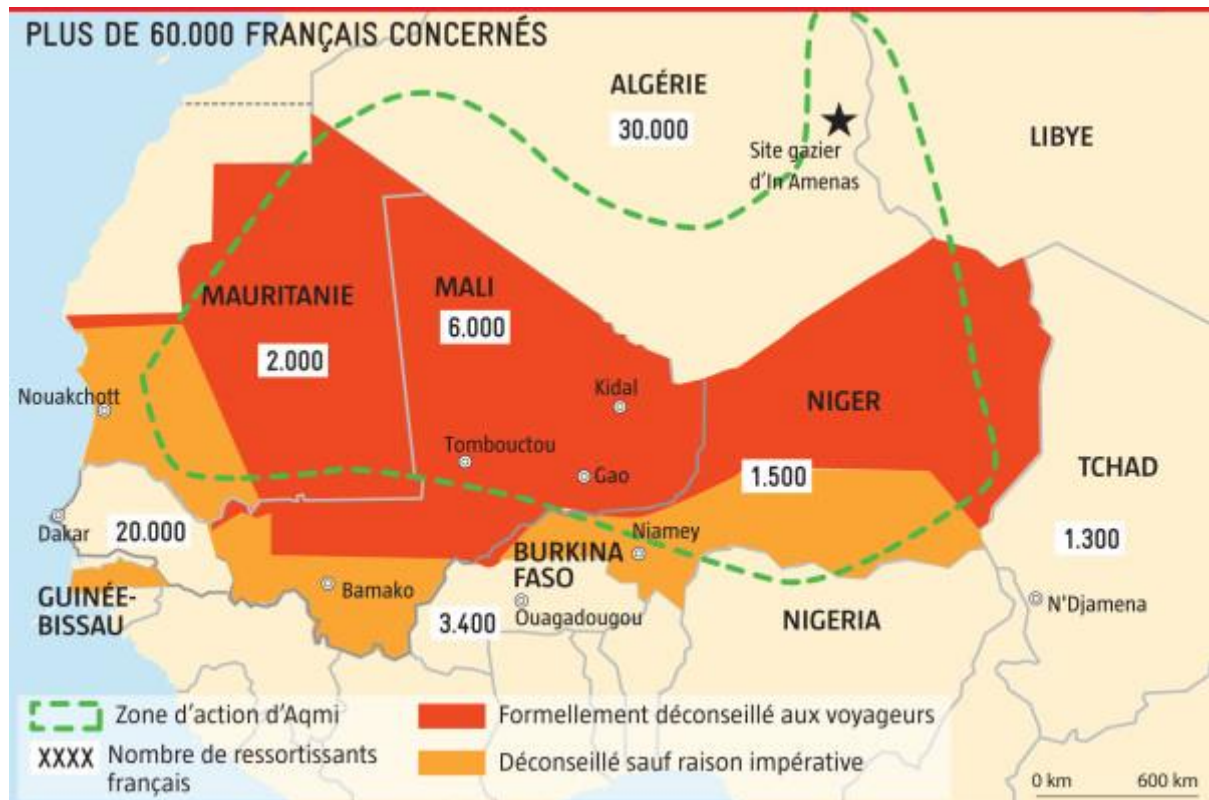 PLUS DE 60.000 FRANÇAIS CONCERNÉS
ALGÉRIE
30.000
Site gazier
d'In Amenas
LIBYE
MAURITANIE
2.000
MALI
6.000
Kidal
Nouakchott
Tombouctou
Gao
NIGER
1.500
TCHAD
1.300
Dakar
20.000
Niamey
BURKINA
FASO
Bamako
Ouagadougou
3.400
GUINÉE-
BISSAU
NIGERIA
N'Djamena
Zone d'action d'Aqmi
XXXX Nombre de ressortissants
français
Formellement déconseillé aux voyageurs
Déconseillé sauf raison impérative
0 km 600 km